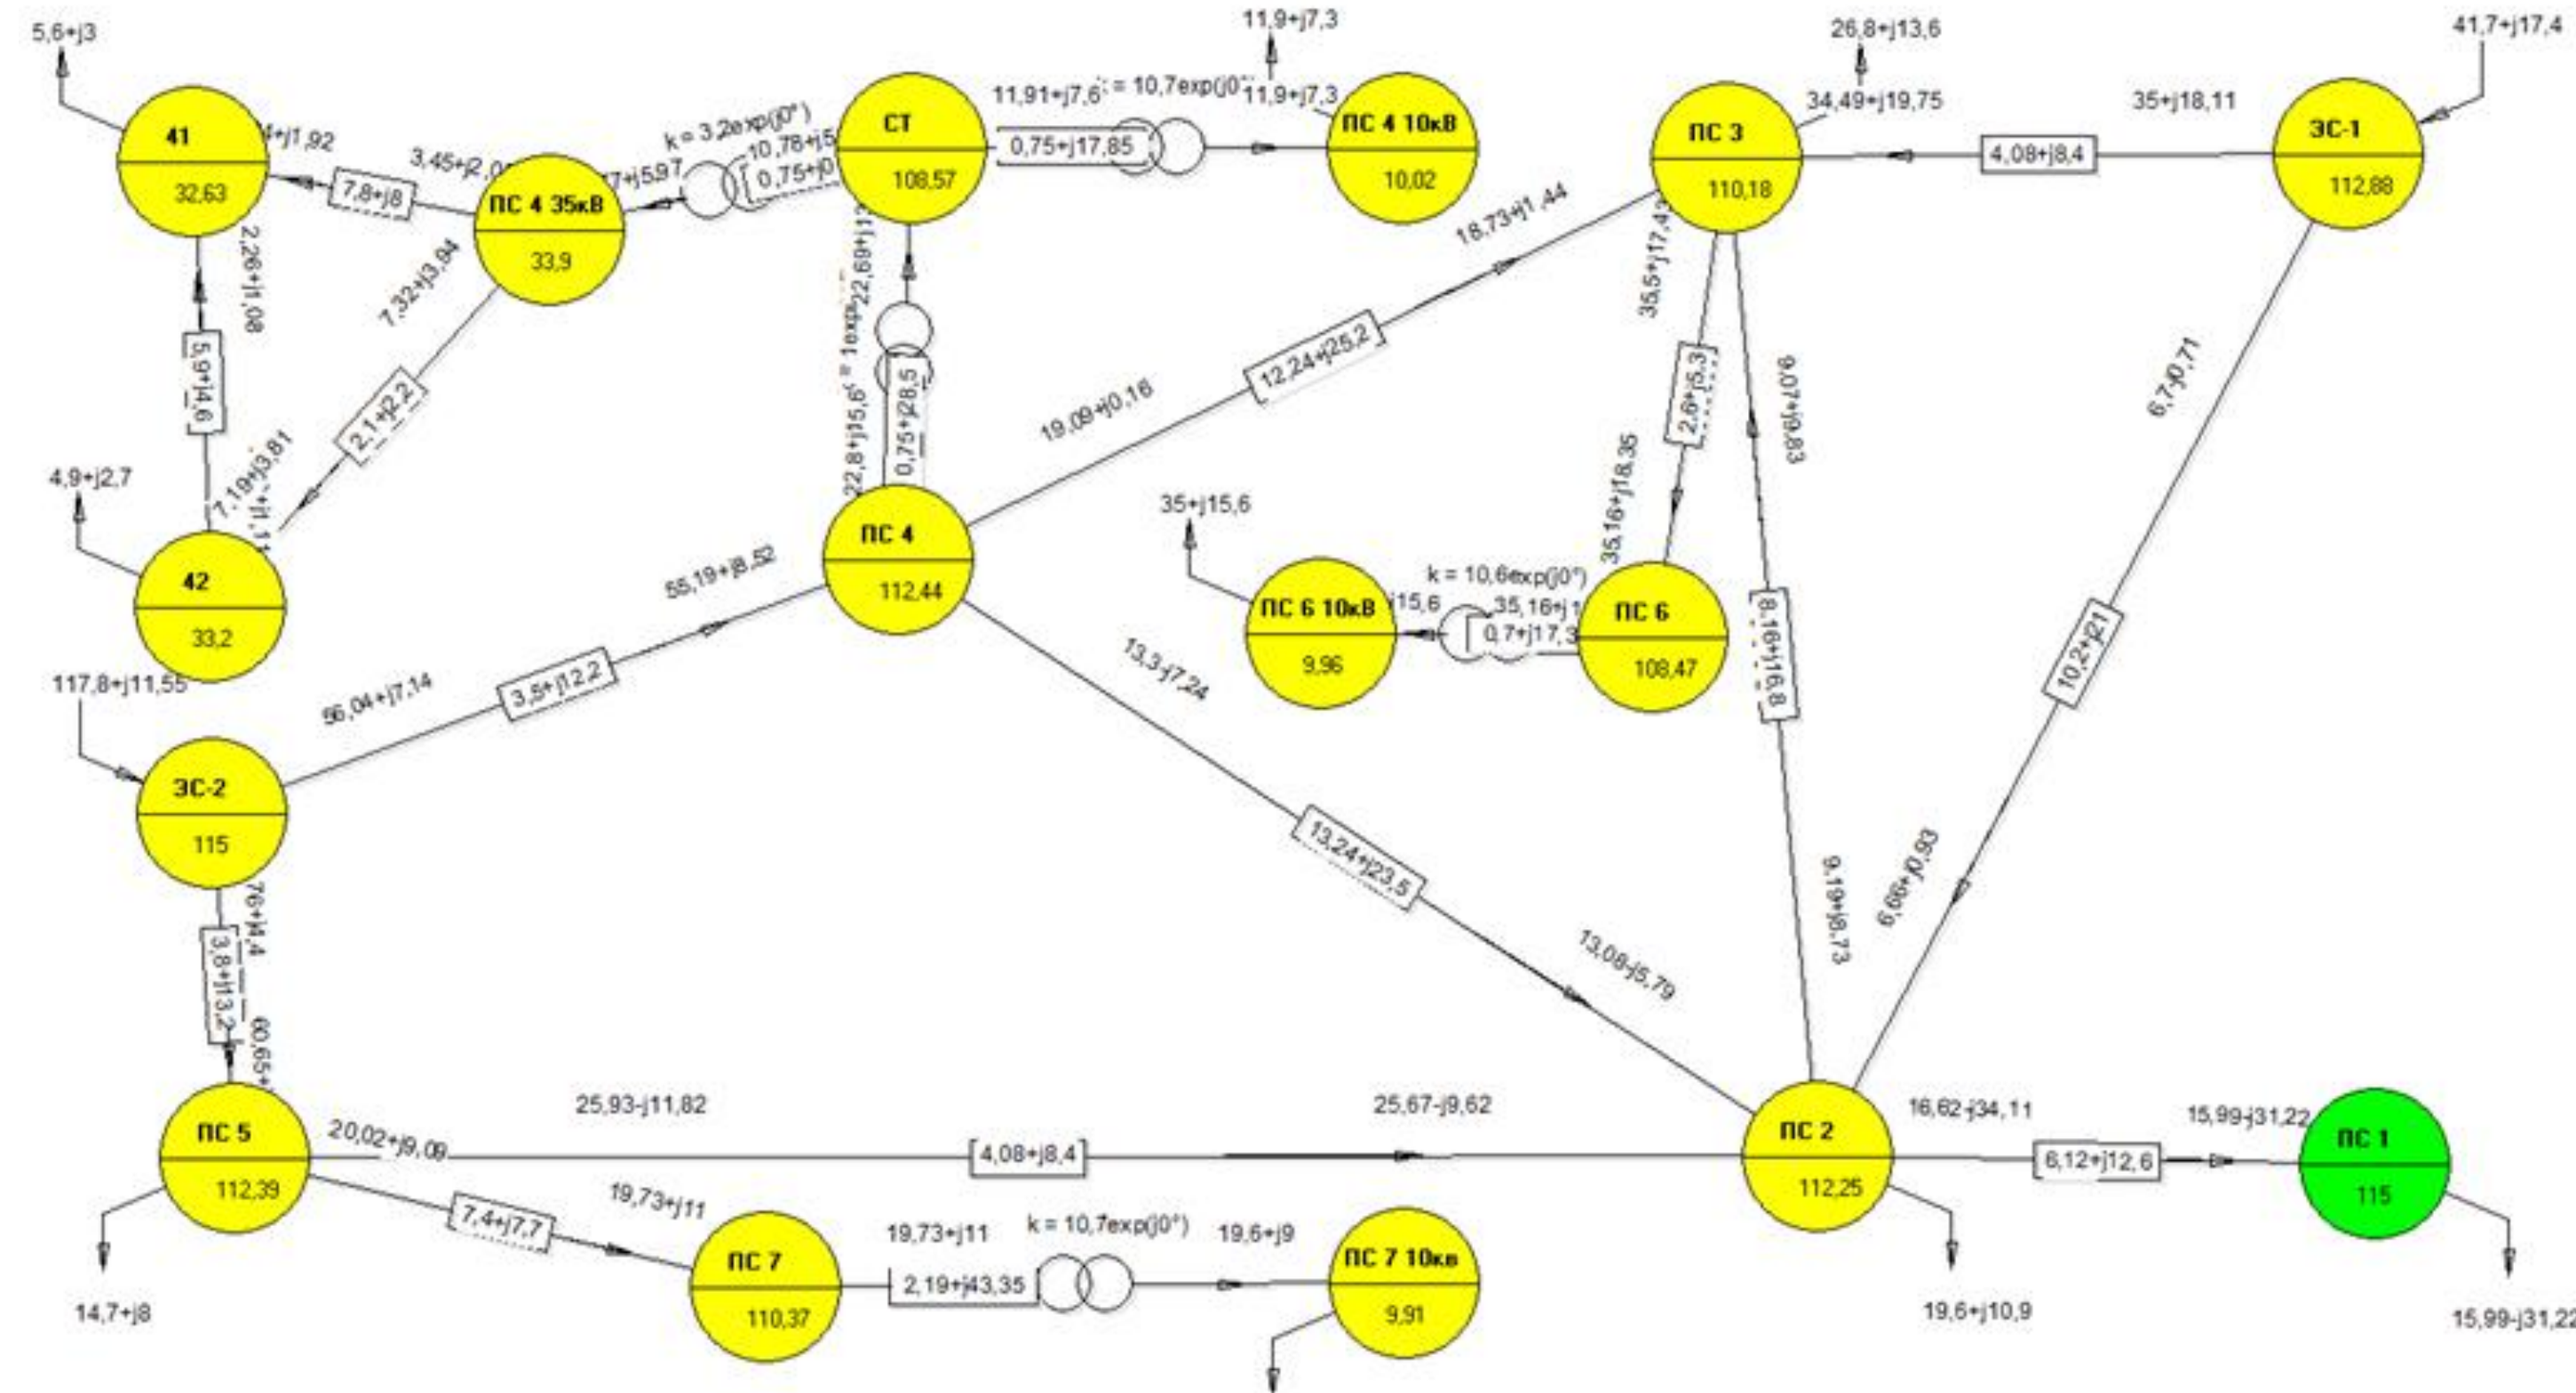 5,6+j3
11,9+j7,3
26,8+j13,6
41,7+j17,4
41
32,63
3,45+j2,0
7,8+j8
ПС 4 35кВ
33,9
k = 3,2exp(j0°)
10,78+j5
0,75+j0
СТ
108,57
11,91+j7,6
= 10,7exp(j0°
11,9+j7,3
0,75+j17,85
ПС 4 10кВ
10,02
ПС 3
110,18
34,49+j19,75
35+j18,11
4,08+j8,4
ЭС-1
112,88
2,26+j1,08
7,32+j3,94
5,9+j4,6
2,1+j2,2
7,19+j3,81
4,9+j2,7
42
33,2
22,69+j13
22,8+j15,6
= 1exp
0,75+j28,5
18,73+j1,44
12,24+j25,2
19,09+j0,16
35,5+j17,43
2,6+j5,3
35,16+j18,35
9,07+j9,83
8,16+j16,8
9,19+j8,73
6,7-j0,71
10,2+j21
6,66+j0,93
ПС 4
112,44
35+j15,6
ПС 6 10кВ
9,96
j15,6
k = 10,6exp(j0°)
35,16+j1
0,7+j17,3
ПС 6
108,47
117,8+j11,55
ЭС-2
115
56,04+j7,14
3,5+j12,2
55,19+j8,52
13,3-j7,24
13,24+j23,5
13,08-j5,79
76+j4,4
3,8+j13,2
60,65+
ПС 5
112,39
14,7+j8
20,02+j9,09
25,93-j11,82
4,08+j8,4
25,67-j9,62
7,4+j7,7
19,73+j11
ПС 7
110,37
19,73+j11
k = 10,7exp(j0°)
19,6+j9
2,19+j43,35
ПС 7 10кв
9,91
ПС 2
112,25
19,6+j10,9
16,62-j34,11
6,12+j12,6
15,99-j31,22
ПС 1
115
15,99-j31,22